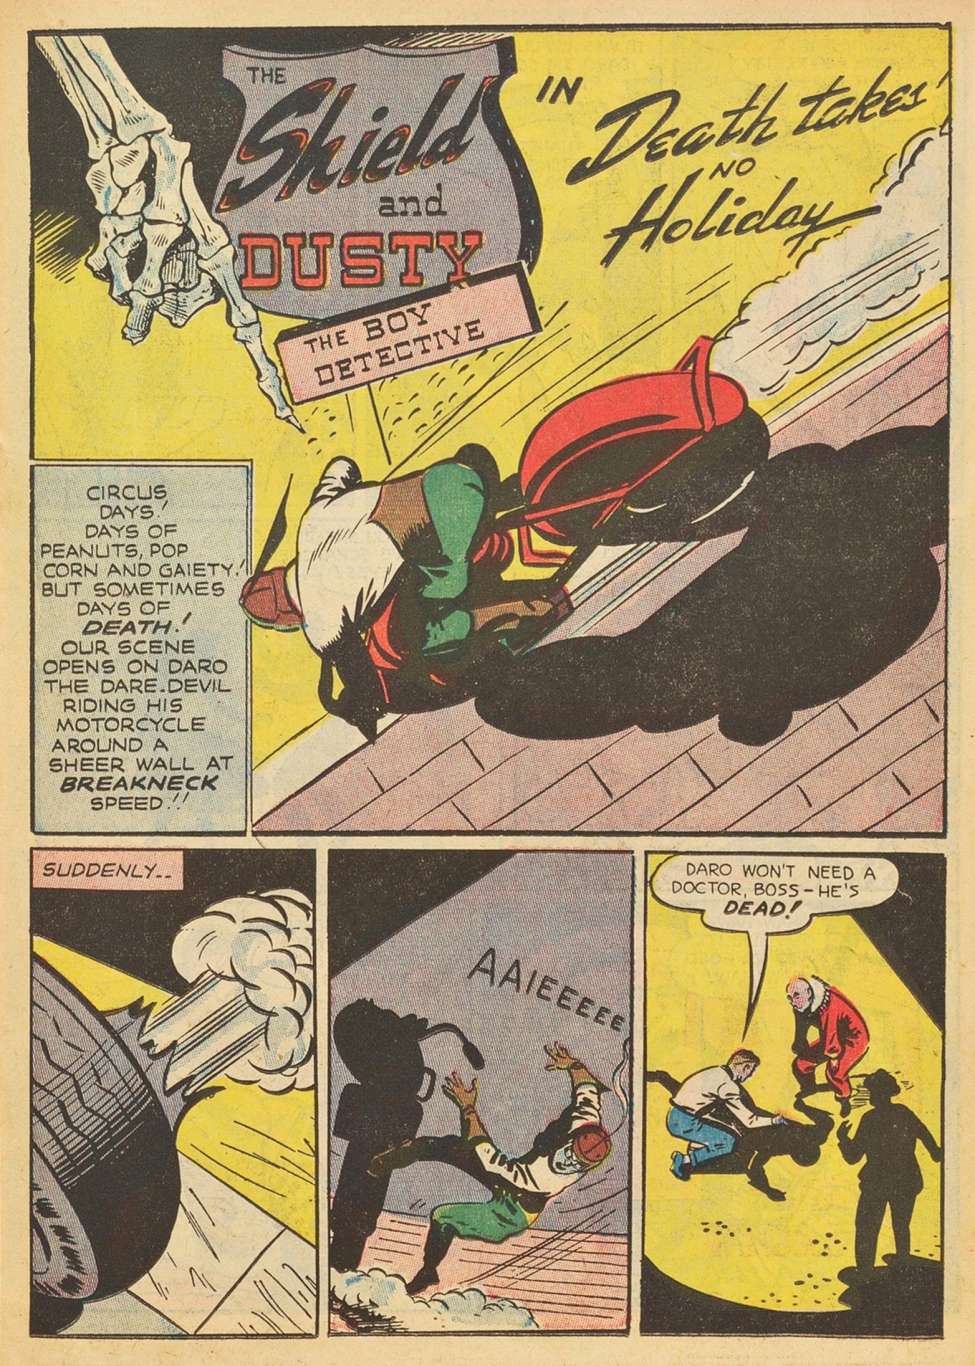 THE
Shield
and
DUSTY
THE BOY
DETECTIVE
IN
Death takes
NO
Holiday
CIRCUS
DAYS!
DAYS OF
PEANUTS, POP
CORN AND GAIETY!
BUT SOMETIMES
DAYS OF
DEATH!
OUR SCENE
OPENS ON DARO
THE DARE-DEVIL
RIDING HIS
MOTORCYCLE
AROUND A
SHEER WALL AT
BREAKNECK
SPEED!!
SUDDENLY--
AAIEEEEE
DARO WON'T NEED A
DOCTOR, BOSS-HE'S
DEAD!